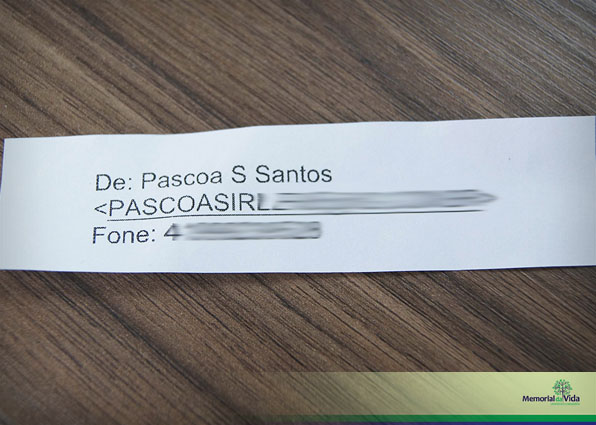 De: Pascoa S Santos
<PASCOASIRL
Fone: 4
Memorial da Vida